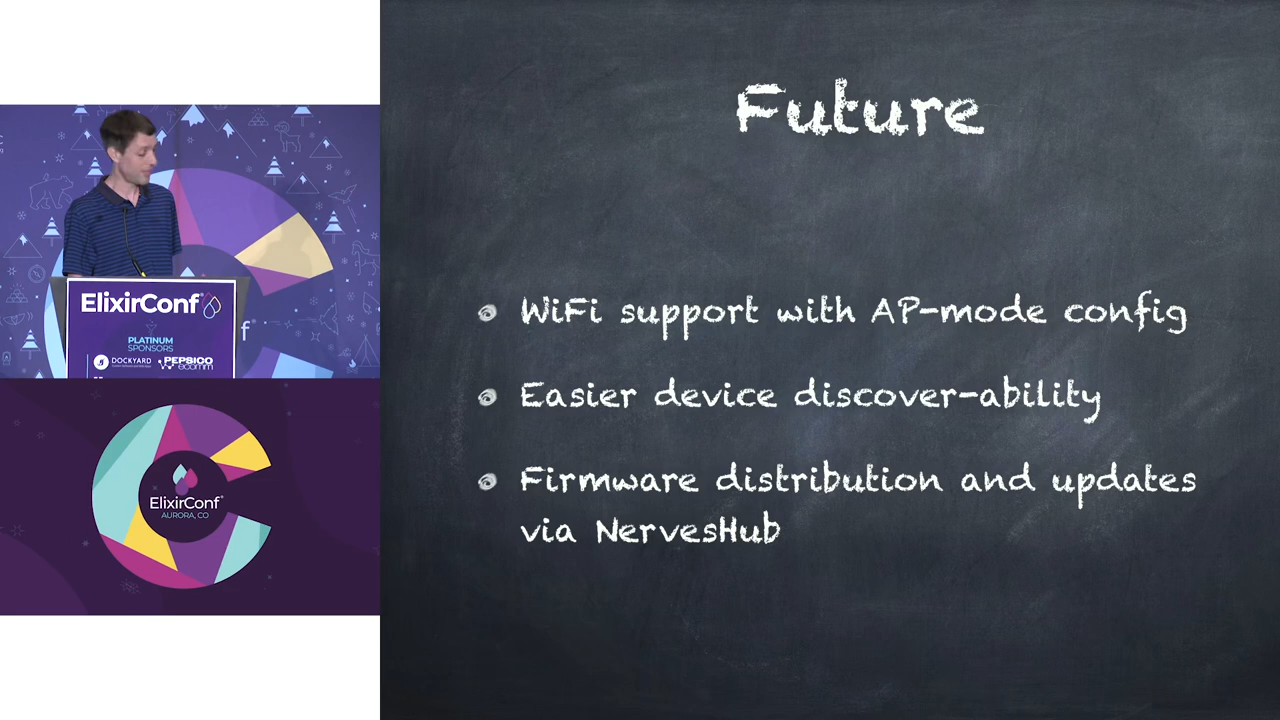 Future
WiFi support with AP-mode config
Easier device discover-ability
Firmware distribution and updates
via NervesHub
ElixirConf
PLATINUM
SPONSORS
DOCKYARD
PEPSICO
ecomm
f
ElixirConf
AURORA, CO